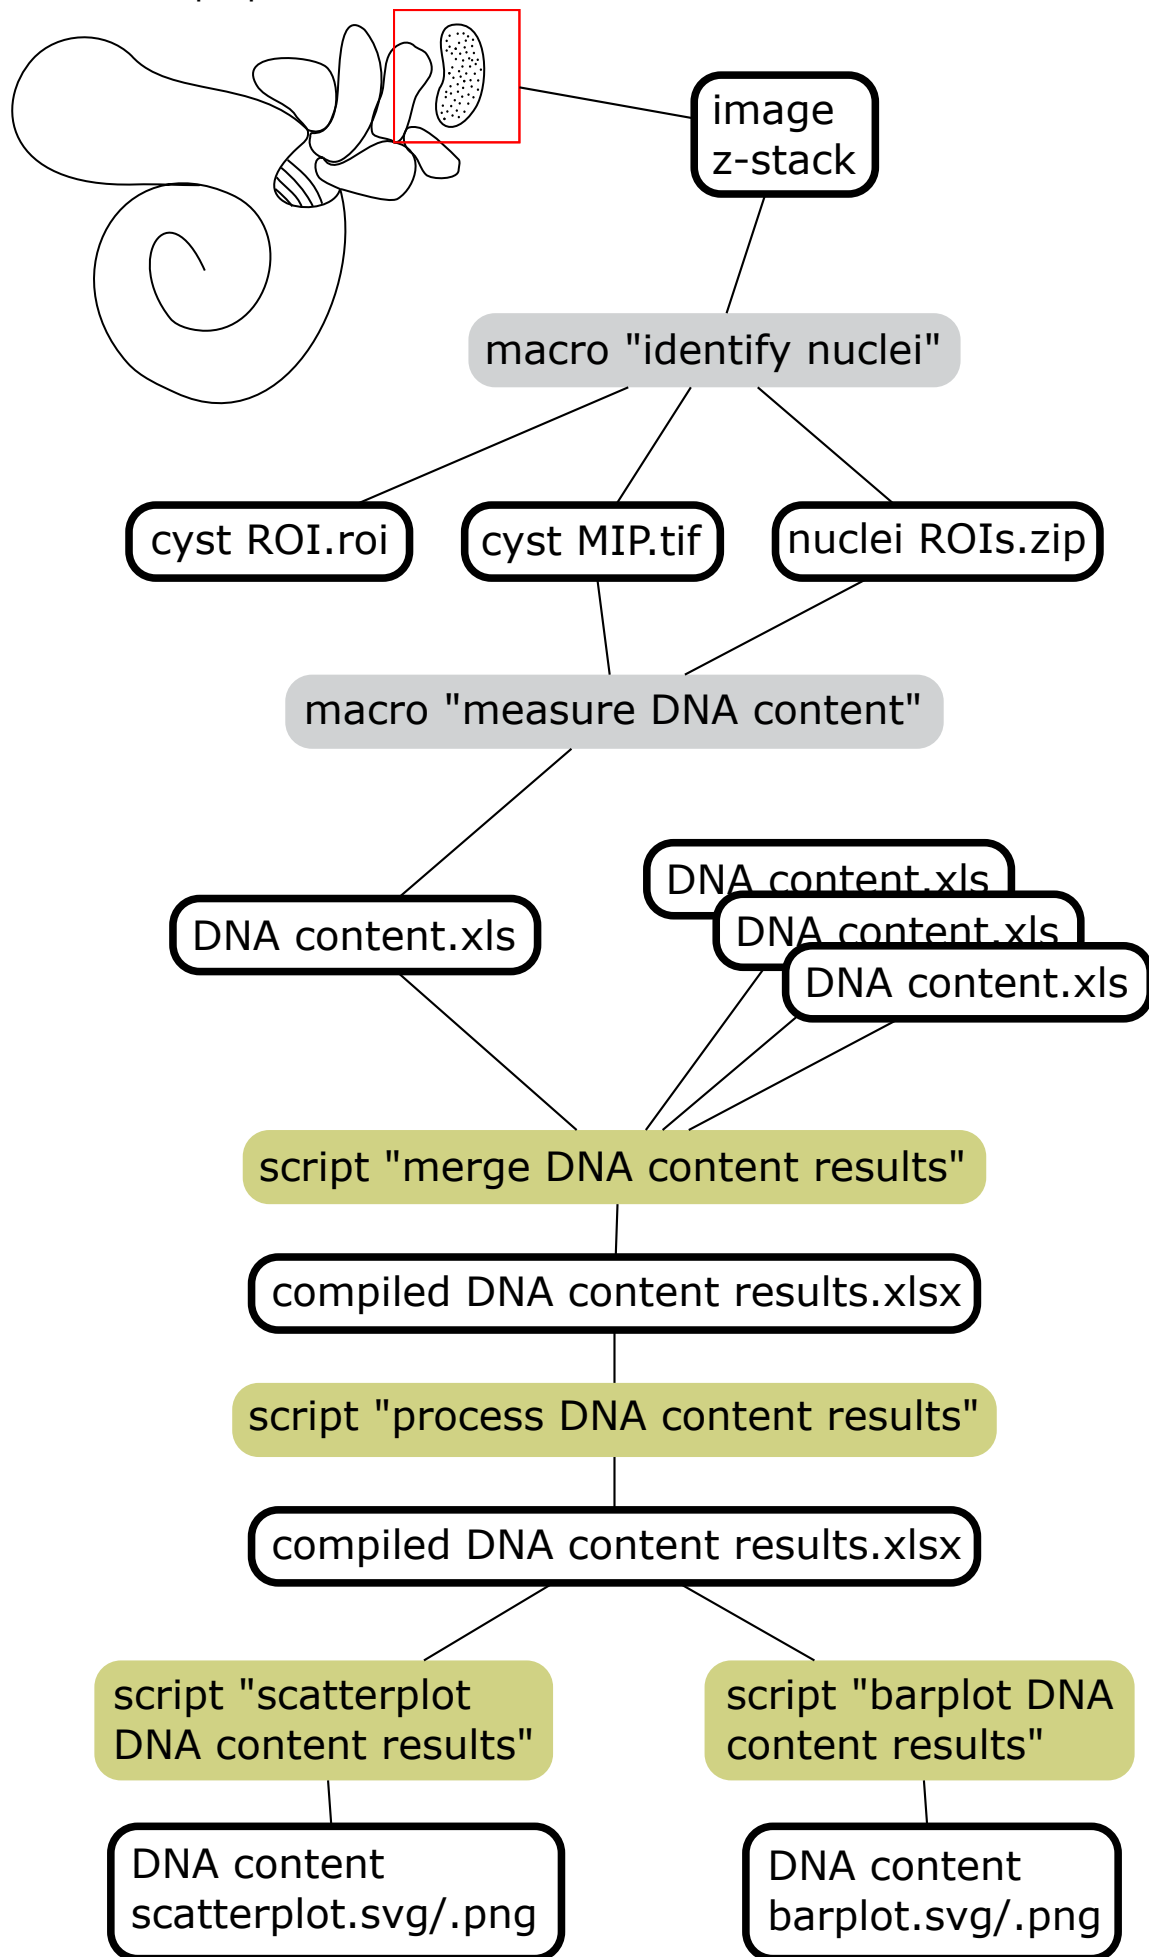 image
z-stack
macro "identify nuclei"
cyst ROI.roi
cyst MIP.tif
nuclei ROIs.zip
macro "measure DNA content"
DNA content.xls
DNA content.xls
DNA content.xls
DNA content.xls
script "merge DNA content results"
compiled DNA content results.xlsx
script "process DNA content results"
compiled DNA content results.xlsx
script "scatterplot
DNA content results"
script "barplot DNA
content results"
DNA content
scatterplot.svg/.png
DNA content
barplot.svg/.png